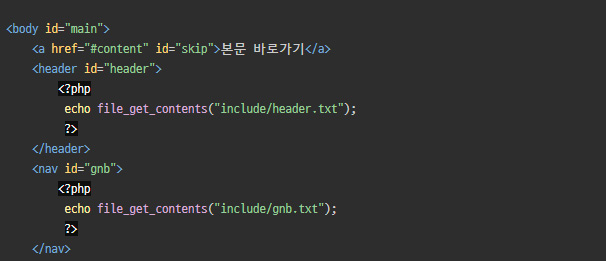 <body id="main">
<a href="#content" id="skip">본문 바로가기</a>
<header id="header">
<?php
echo file_get_contents("include/header.txt");
?>
</header>
<nav id="gnb">
<?php
echo file_get_contents("include/gnb.txt");
?>
</nav>